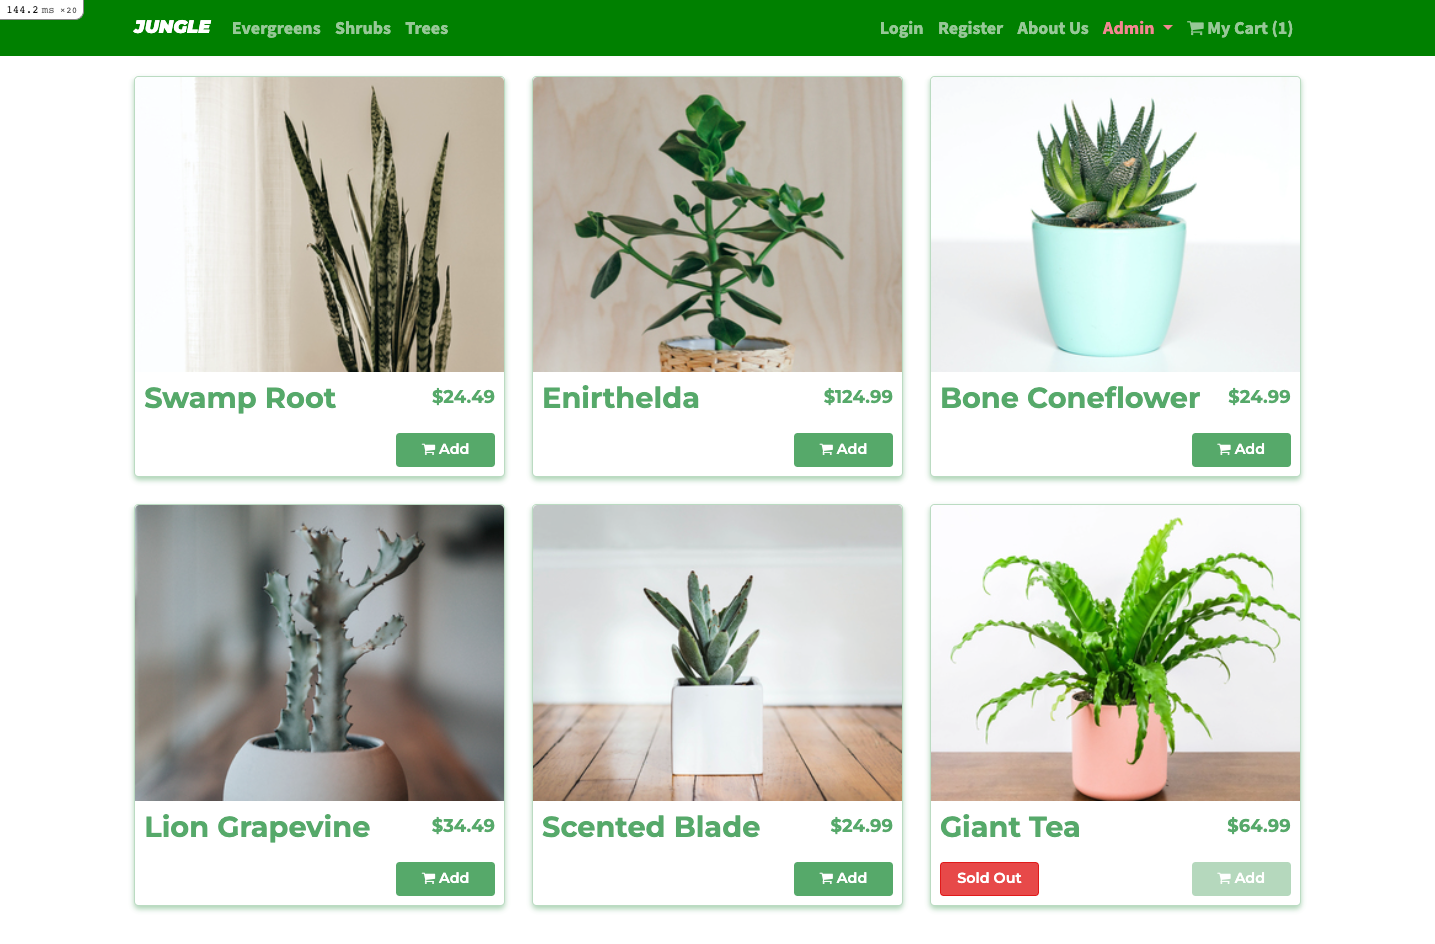 144.2 ms ×20
JUNGLE Evergreens Shrubs Trees Login Register About Us Admin My Cart (1)
Swamp Root $24.49
Add
Enirthelda $124.99
Add
Bone Coneflower $24.99
Add
Lion Grapevine $34.49
Add
Scented Blade $24.99
Add
Giant Tea $64.99
Sold Out Add